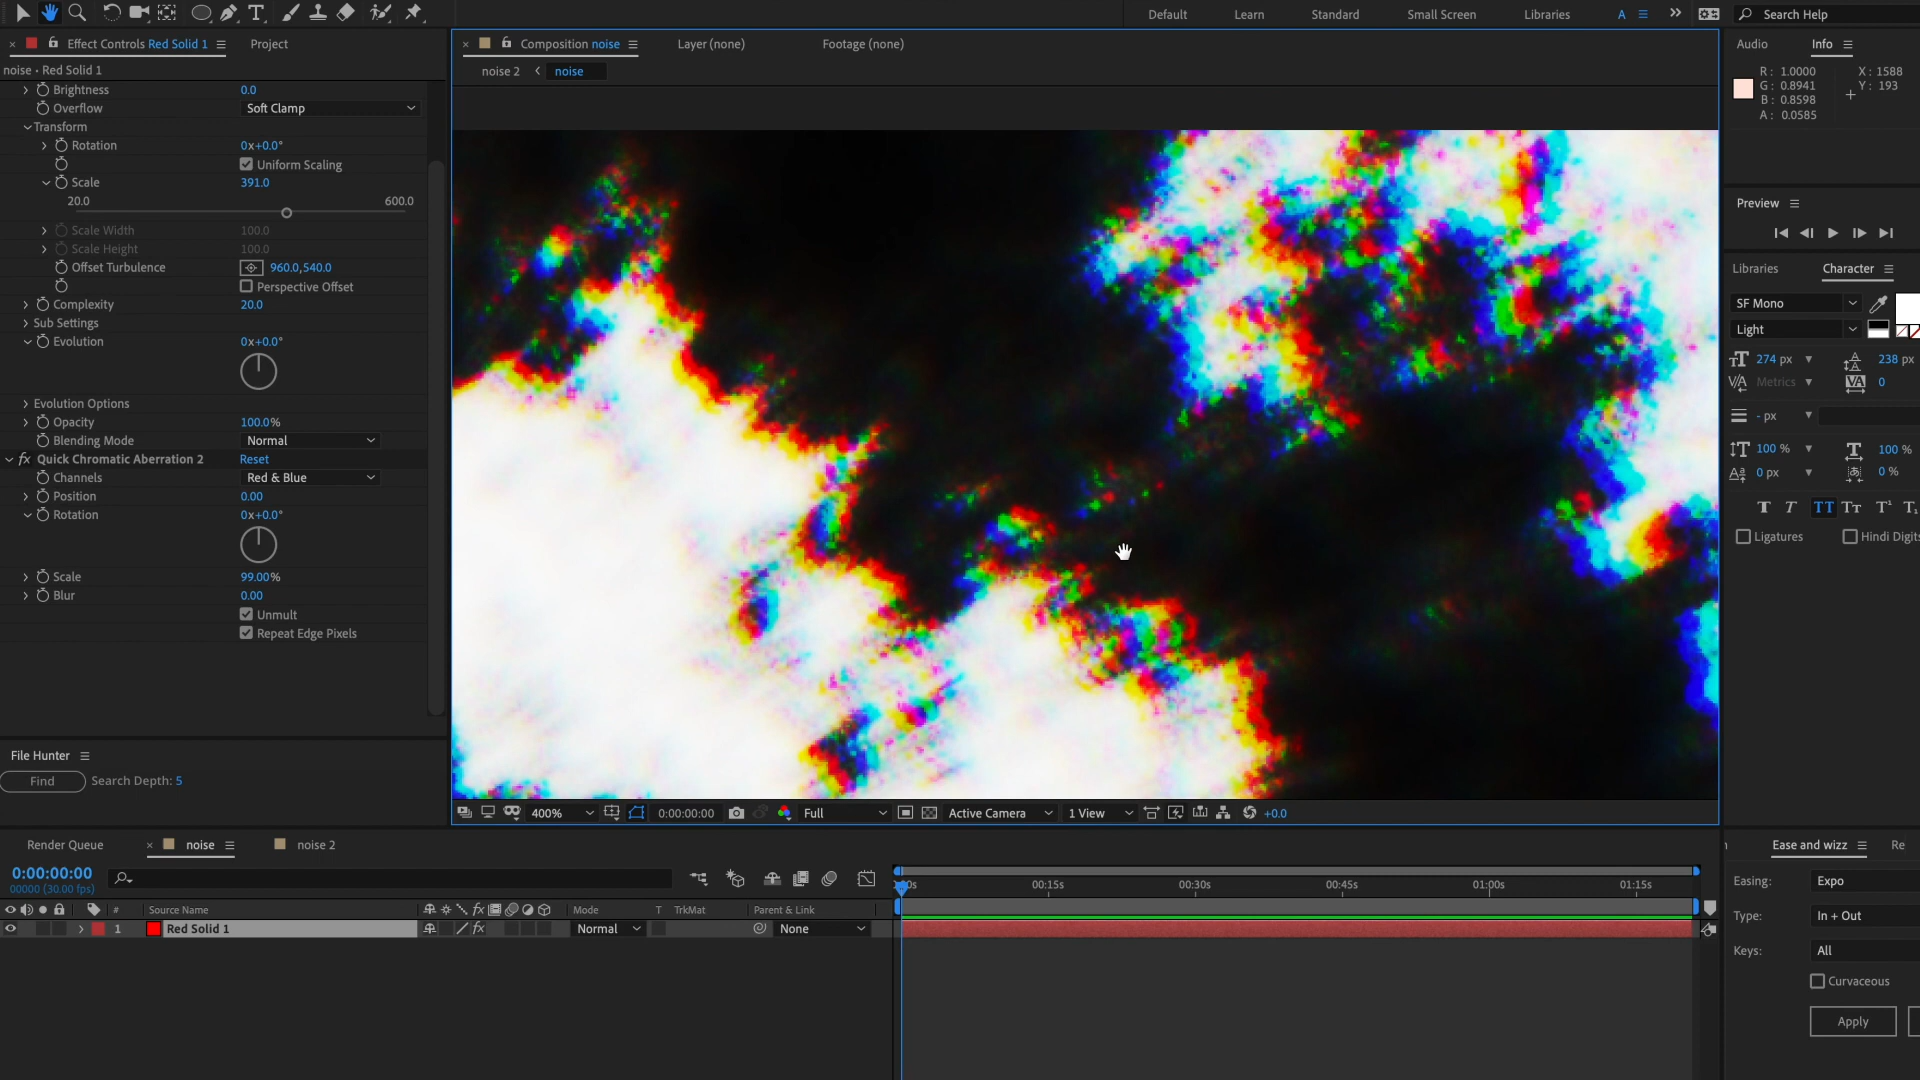 Default
Learn
Standard
Small Screen
Libraries
A
Search Help
Effect Controls Red Solid 1
Project
noise • Red Solid 1
Brightness 0.0
Overflow Soft Clamp
Transform
Rotation 0x+0.0°
Uniform Scaling
Scale 391.0
20.0 600.0
Scale Width 100.0
Scale Height 100.0
Offset Turbulence 960.0,540.0
Perspective Offset
Complexity 20.0
Sub Settings
Evolution 0x+0.0°
Evolution Options
Opacity 100.0%
Blending Mode Normal
fx Quick Chromatic Aberration 2 Reset
Channels Red & Blue
Position 0.00
Rotation 0x+0.0°
Scale 99.00%
Blur 0.00
Unmult
Repeat Edge Pixels
File Hunter
Find Search Depth: 5
Composition noise
Layer (none)
Footage (none)
noise 2 noise
400% 0:00:00:00 Full Active Camera 1 View +0.0
Audio Info
R: 1.0000 X: 1588
G: 0.8941 Y: 193
B: 0.8598
A: 0.0585
Preview
Libraries Character
SF Mono
Light
274 px 238 px
Metrics 0
- px
100 % 100 %
0 px 0 %
T T TT Tt T¹ T₁
Ligatures Hindi Digits
Render Queue noise noise 2
0:00:00:00
00000 (30.00 fps)
00:15s 00:30s 00:45s 01:00s 01:15s
# Source Name fx Mode T TrkMat Parent & Link
1 Red Solid 1 fx Normal None
Ease and wizz Re
Easing: Expo
Type: In + Out
Keys: All
Curvaceous
Apply